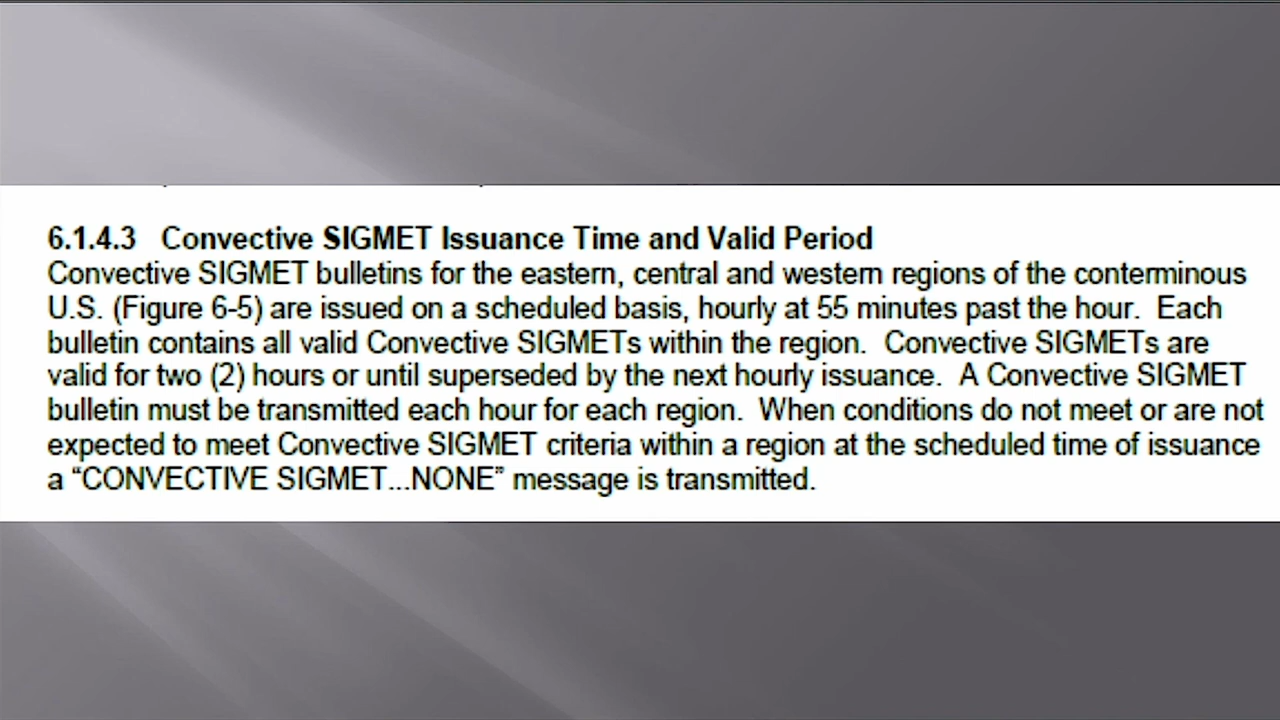 6.1.4.3 Convective SIGMET Issuance Time and Valid Period
Convective SIGMET bulletins for the eastern, central and western regions of the conterminous
U.S. (Figure 6-5) are issued on a scheduled basis, hourly at 55 minutes past the hour. Each
bulletin contains all valid Convective SIGMETs within the region. Convective SIGMETs are
valid for two (2) hours or until superseded by the next hourly issuance. A Convective SIGMET
bulletin must be transmitted each hour for each region. When conditions do not meet or are not
expected to meet Convective SIGMET criteria within a region at the scheduled time of issuance
a “CONVECTIVE SIGMET...NONE” message is transmitted.